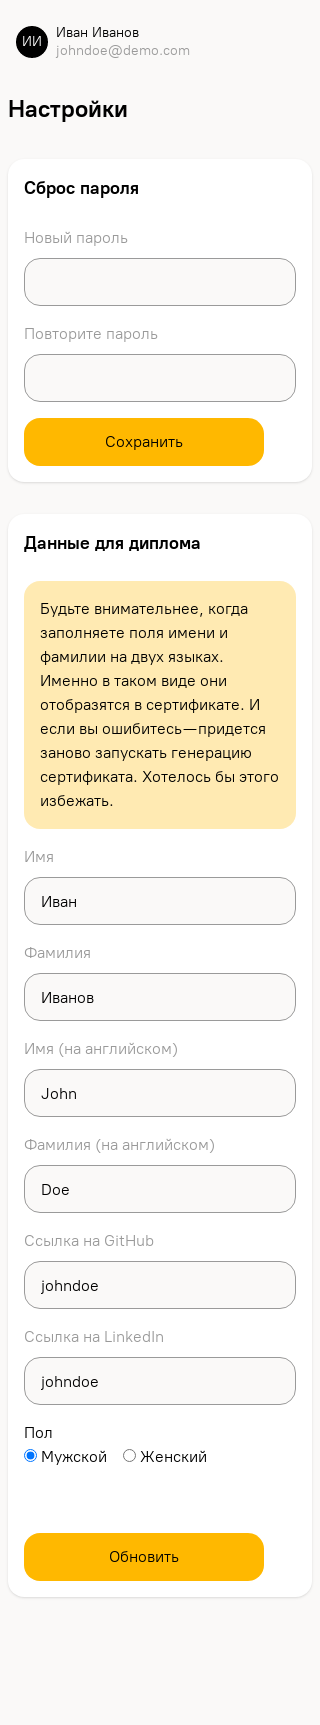 ИИ
Иван Иванов
johndoe@demo.com
Настройки
Сброс пароля
Новый пароль
Повторите пароль
Сохранить
Данные для диплома
Будьте внимательнее, когда
заполняете поля имени и
фамилии на двух языках.
Именно в таком виде они
отобразятся в сертификате. И
если вы ошибитесь—придется
заново запускать генерацию
сертификата. Хотелось бы этого
избежать.
Имя
Иван
Фамилия
Иванов
Имя (на английском)
John
Фамилия (на английском)
Doe
Ссылка на GitHub
johndoe
Ссылка на LinkedIn
johndoe
Пол
Мужской Женский
Обновить